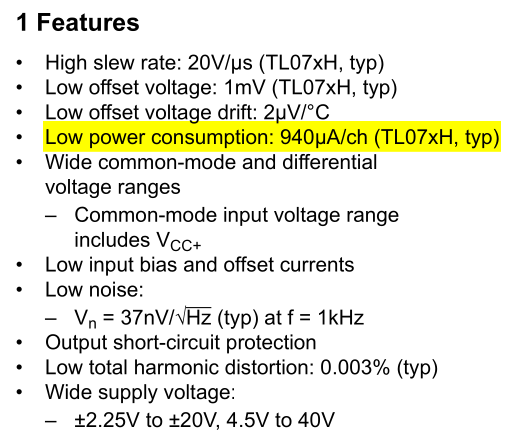 1 Features
• High slew rate: 20V/μs (TL07xH, typ)
• Low offset voltage: 1mV (TL07xH, typ)
• Low offset voltage drift: 2μV/°C
• Low power consumption: 940μA/ch (TL07xH, typ)
• Wide common-mode and differential
voltage ranges
– Common-mode input voltage range
includes VCC+
• Low input bias and offset currents
• Low noise:
– Vn = 37nV/√Hz (typ) at f = 1kHz
• Output short-circuit protection
• Low total harmonic distortion: 0.003% (typ)
• Wide supply voltage:
– ±2.25V to ±20V, 4.5V to 40V